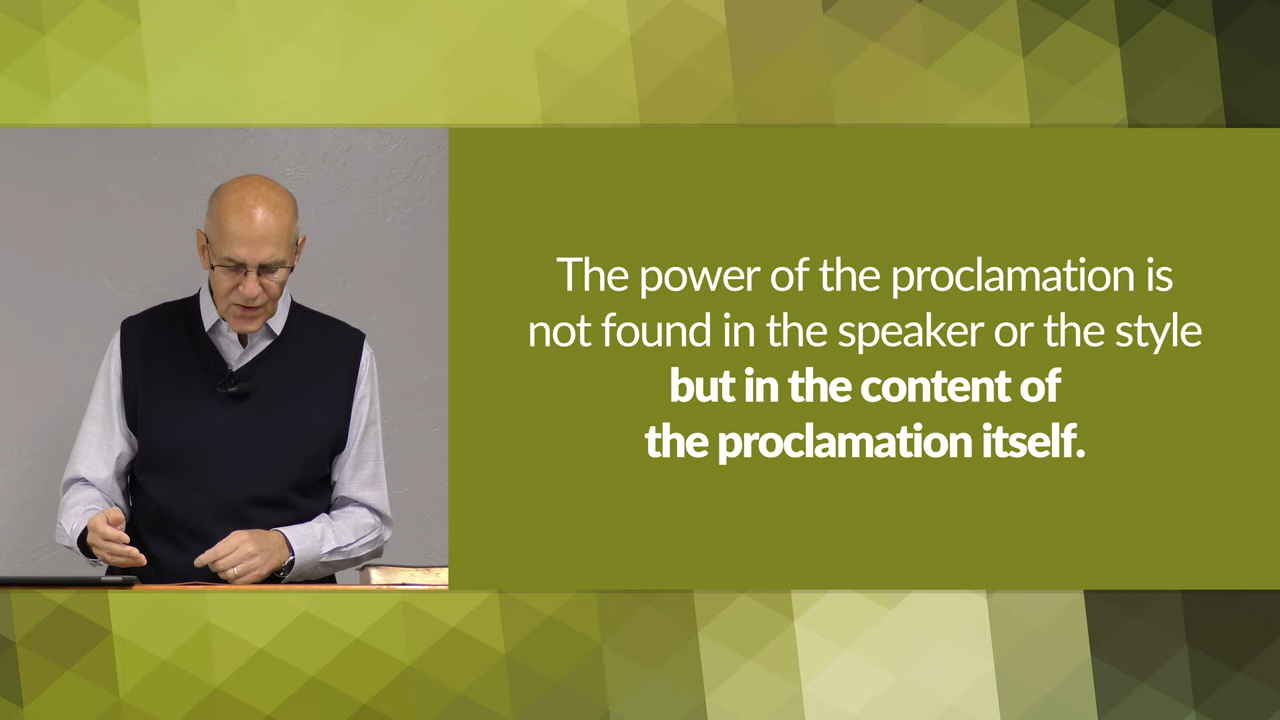 The power of the proclamation is
not found in the speaker or the style
but in the content of
the proclamation itself.